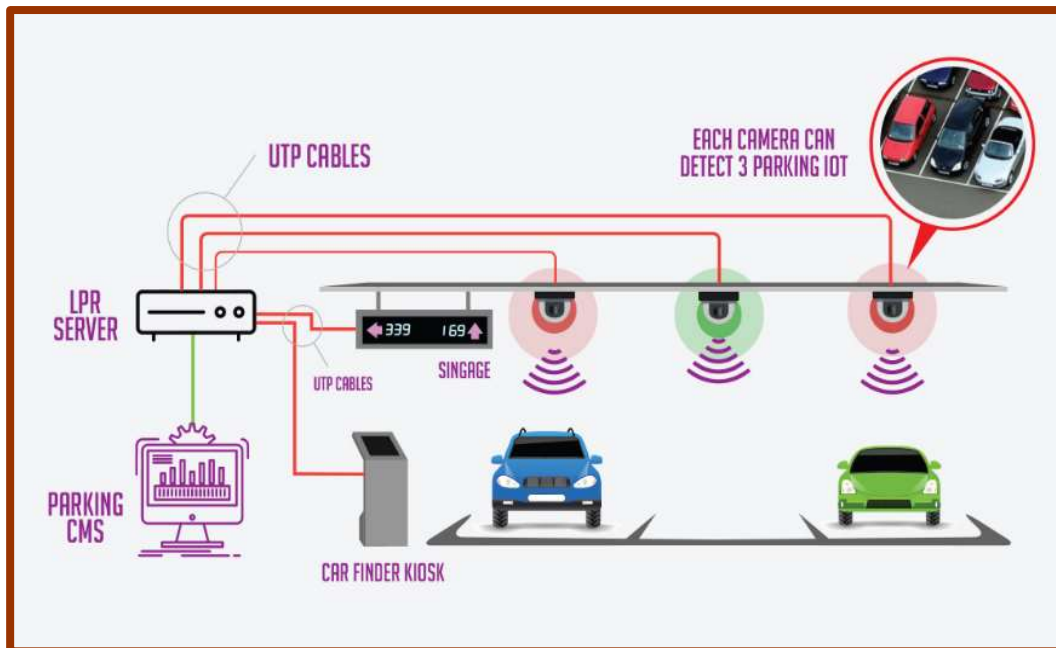 UTP CABLES
EACH CAMERA CAN
DETECT 3 PARKING IOT
LPR
SERVER
339 169
SINGAGE
UTP CABLES
PARKING
CMS
CAR FINDER KIOSK